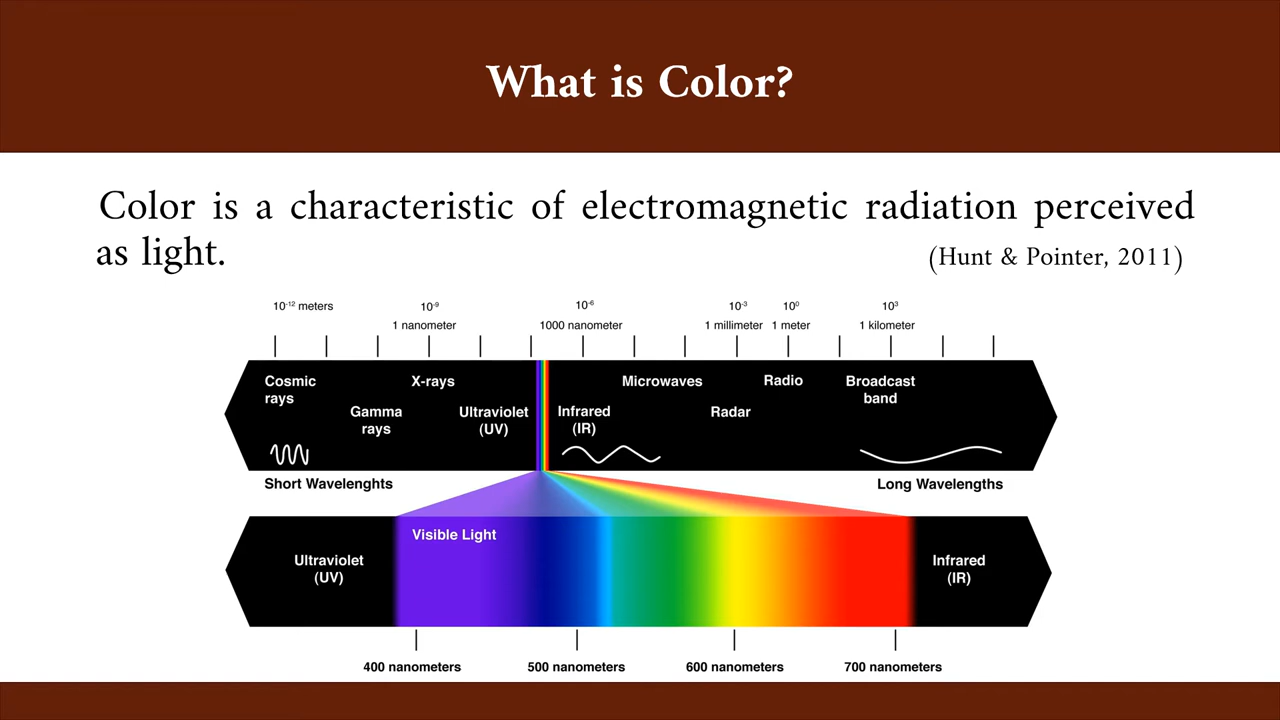 What is Color?
Color is a characteristic of electromagnetic radiation perceived
as light.
(Hunt & Pointer, 2011)
10⁻¹² meters 10⁻⁹ 10⁻⁶ 10⁻³ 10⁰ 10³
1 nanometer 1000 nanometer 1 millimeter 1 meter 1 kilometer
Cosmic
rays
Gamma
rays
X-rays
Ultraviolet
(UV)
Infrared
(IR)
Microwaves
Radar
Radio
Broadcast
band
Short Wavelenghts
Long Wavelengths
Visible Light
Ultraviolet
(UV)
Infrared
(IR)
400 nanometers 500 nanometers 600 nanometers 700 nanometers